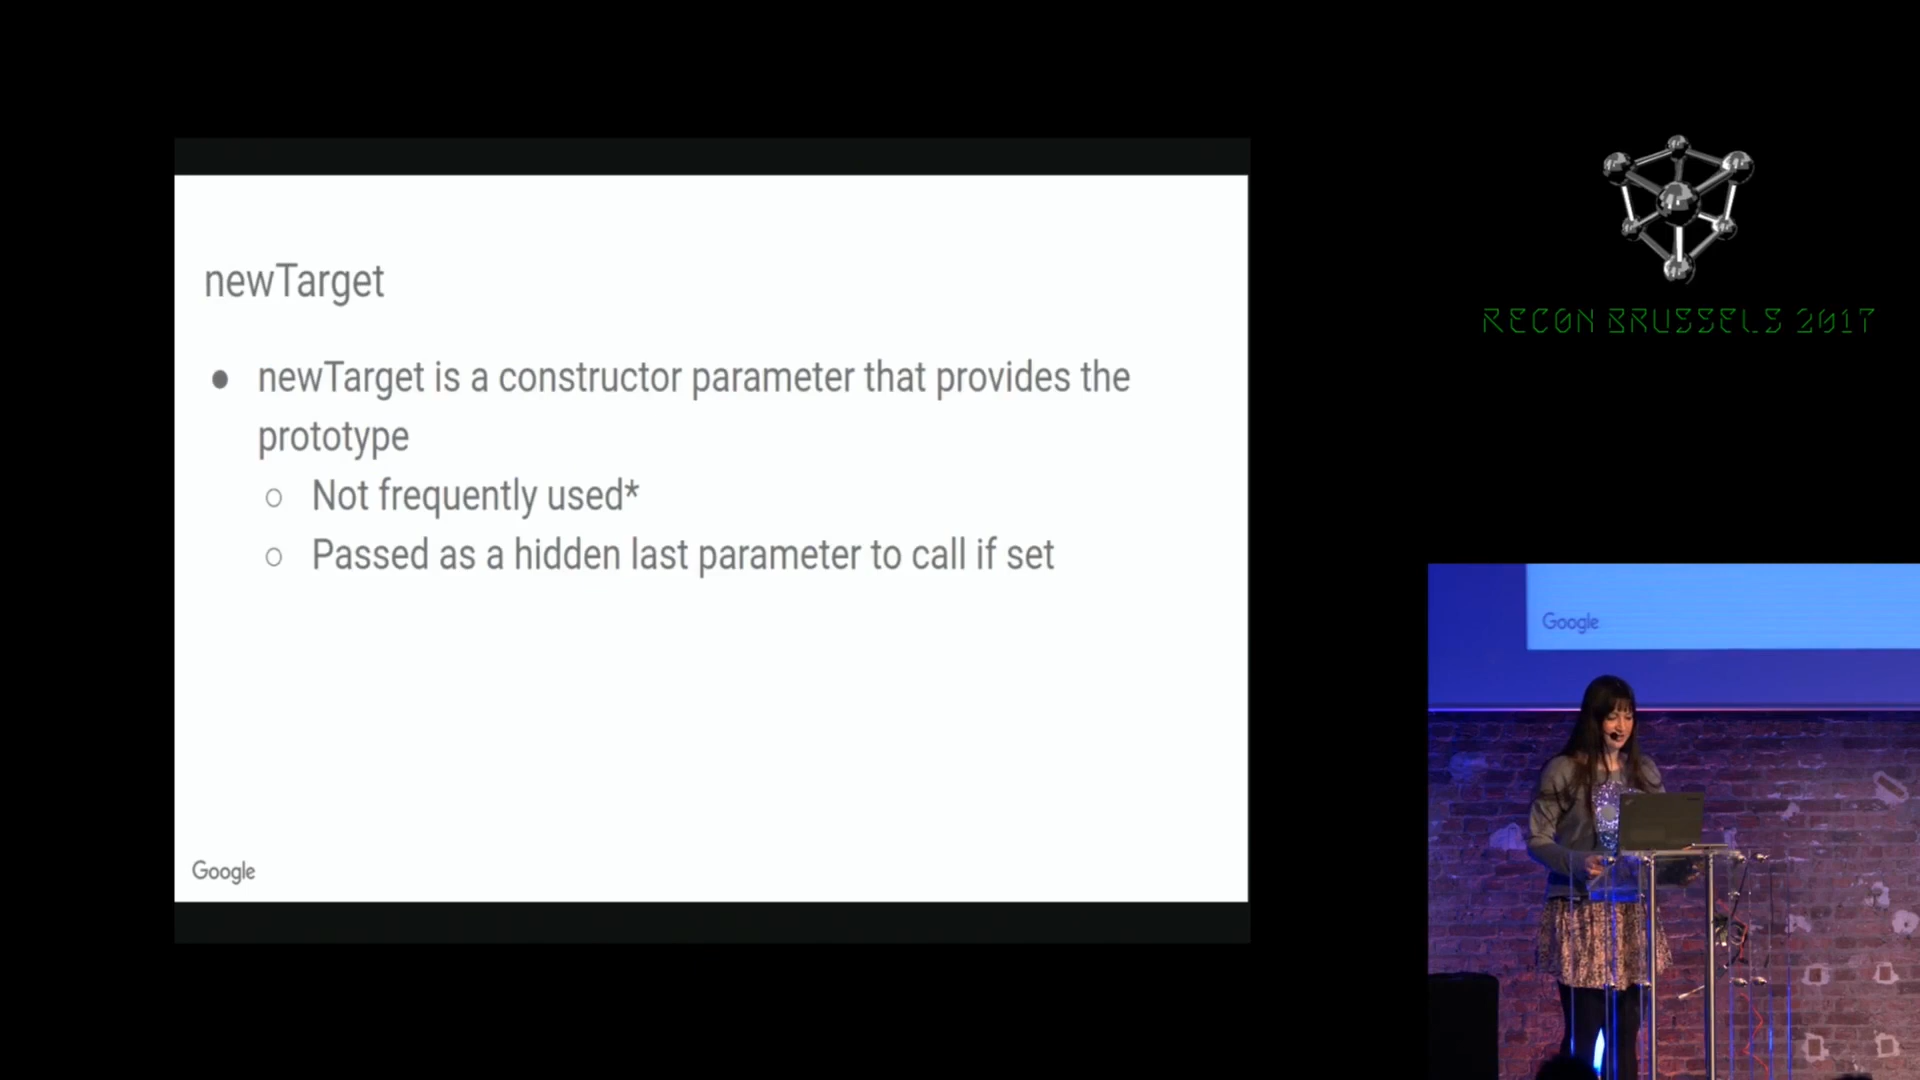 newTarget
● newTarget is a constructor parameter that provides the
prototype
○ Not frequently used*
○ Passed as a hidden last parameter to call if set
Google
RECON BRUSSELS 2017
Google